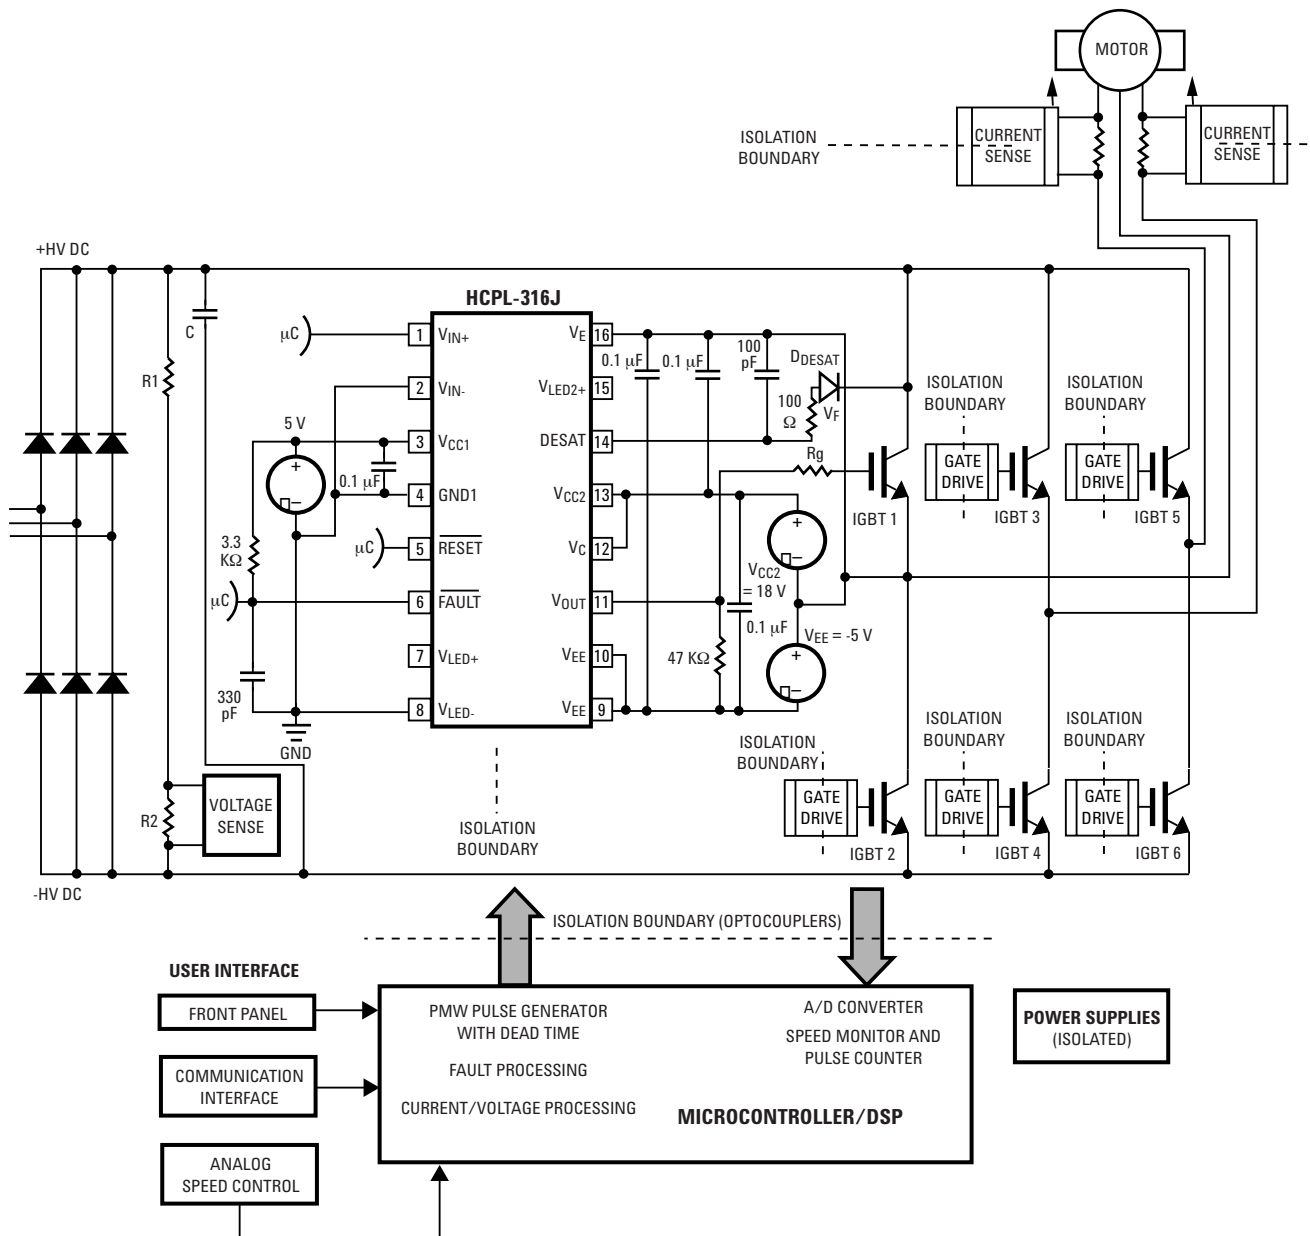 MOTOR
ISOLATION
BOUNDARY
CURRENT
SENSE
CURRENT
SENSE
+HV DC
C
R1
R2
VOLTAGE
SENSE
-HV DC
HCPL-316J
μC
1 VIN+
2 VIN-
3 VCC1
4 GND1
5 RESET
6 FAULT
7 VLED+
8 VLED-
VE 16
VLED2+ 15
DESAT 14
VCC2 13
VC 12
VOUT 11
VEE 10
VEE 9
5 V
+
−
0.1 μF
3.3
KΩ
μC
μC
330
pF
GND
ISOLATION
BOUNDARY
0.1 μF
0.1 μF
100
pF
DDESAT
100
Ω
VF
Rg
+
−
VCC2
= 18 V
0.1 μF
VEE = -5 V
+
−
47 KΩ
IGBT 1
ISOLATION
BOUNDARY
GATE
DRIVE
IGBT 3
ISOLATION
BOUNDARY
GATE
DRIVE
IGBT 5
ISOLATION
BOUNDARY
GATE
DRIVE
IGBT 2
ISOLATION
BOUNDARY
GATE
DRIVE
IGBT 4
ISOLATION
BOUNDARY
GATE
DRIVE
IGBT 6
ISOLATION BOUNDARY (OPTOCOUPLERS)
USER INTERFACE
FRONT PANEL
COMMUNICATION
INTERFACE
ANALOG
SPEED CONTROL
PMW PULSE GENERATOR
WITH DEAD TIME
FAULT PROCESSING
CURRENT/VOLTAGE PROCESSING
A/D CONVERTER
SPEED MONITOR AND
PULSE COUNTER
MICROCONTROLLER/DSP
POWER SUPPLIES
(ISOLATED)